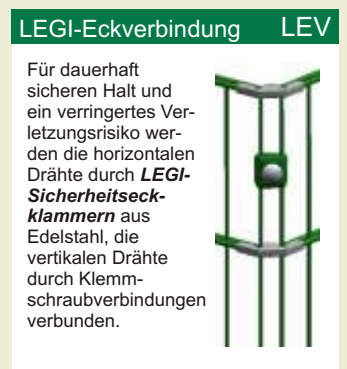 LEGI-Eckverbindung LEV
Für dauerhaft
sicheren Halt und
ein verringertes Ver-
letzungsrisiko wer-
den die horizontalen
Drähte durch LEGI-
Sicherheitseck-
klammern aus
Edelstahl, die
vertikalen Drähte
durch Klemm-
schraubverbindungen
verbunden.